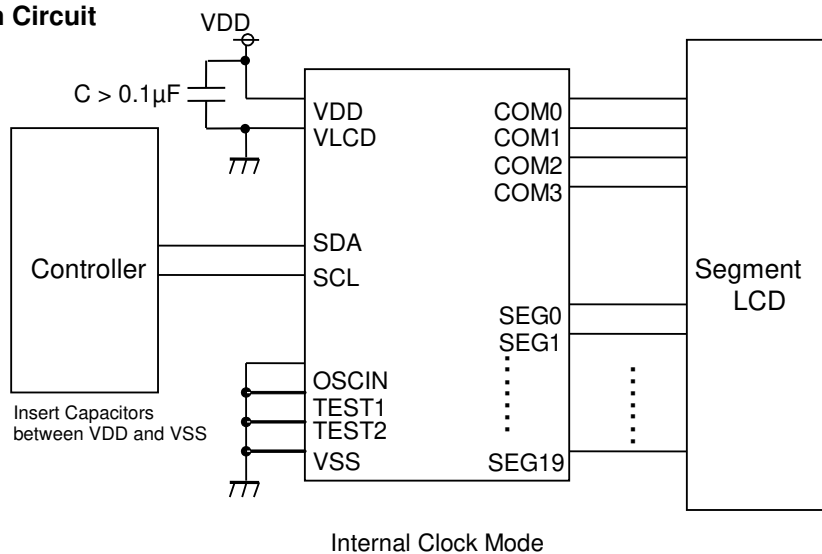 n Circuit
VDD
C > 0.1µF
VDD
VLCD
COM0
COM1
COM2
COM3
Controller
SDA
SCL
Segment
LCD
SEG0
SEG1
OSCIN
TEST1
TEST2
VSS
SEG19
Insert Capacitors
between VDD and VSS
Internal Clock Mode